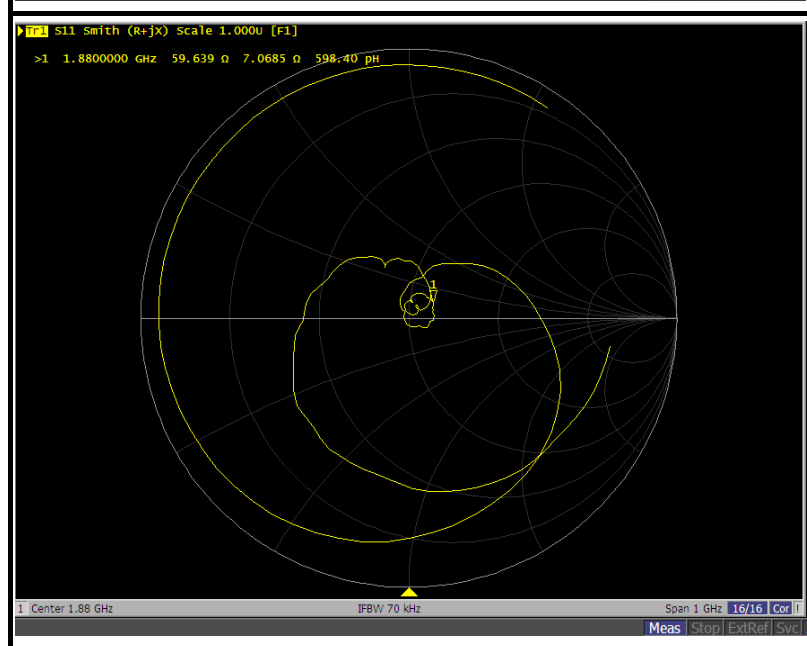 Tr1 S11 Smith (R+jX) Scale 1.000U [F1]
>1 1.8800000 GHz 59.639 Ω 7.0685 Ω 598.40 pH
1
1 Center 1.88 GHz IFBW 70 kHz Span 1 GHz 16/16 Cor !
Meas Stop ExtRef Svc